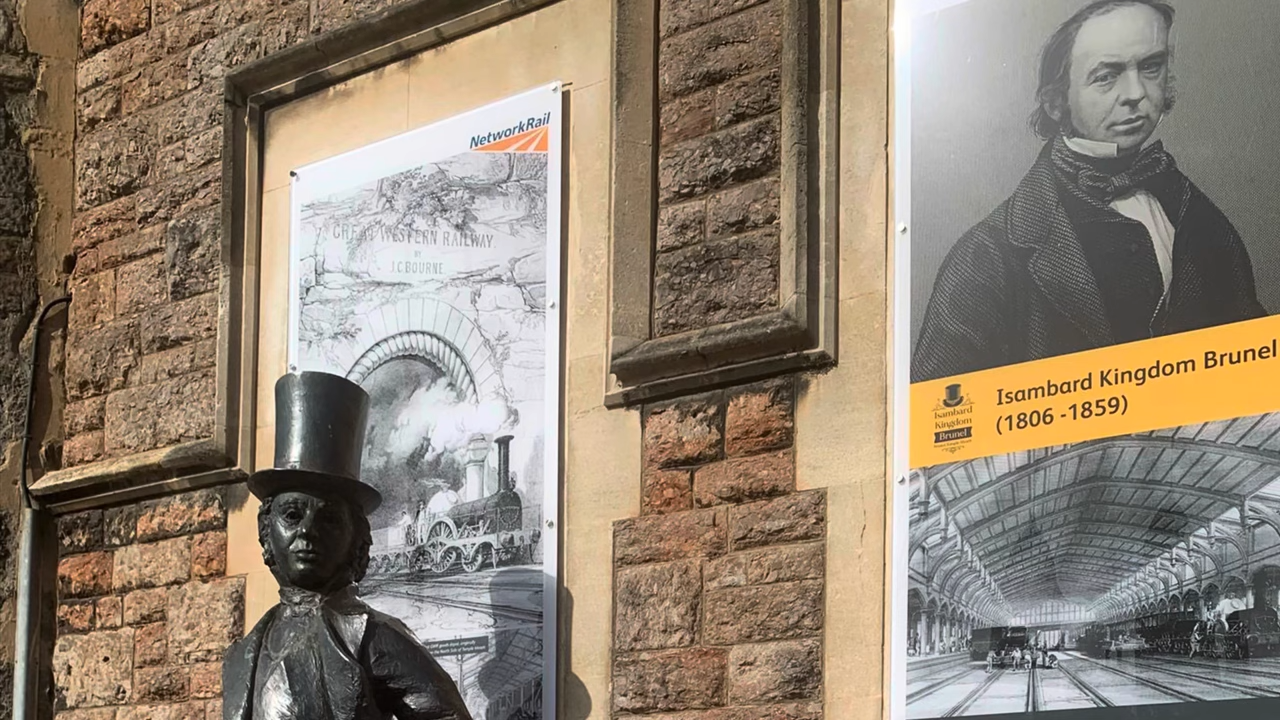 NetworkRail
GREAT WESTERN RAILWAY
BY
J.C BOURNE
Isambard Kingdom Brunel
(1806 -1859)
Isambard
Kingdom
Brunel